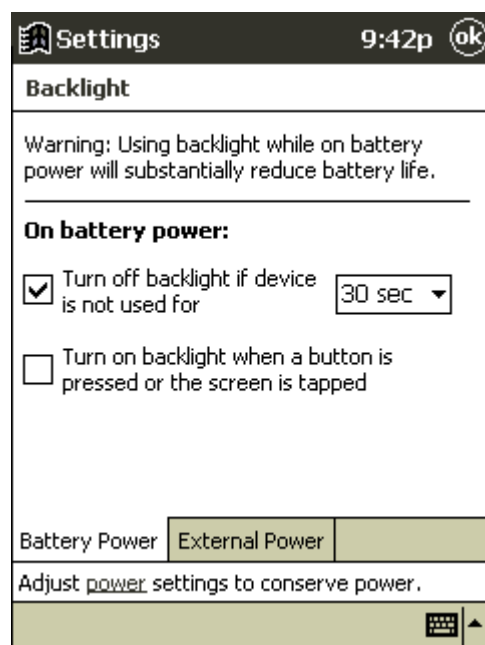 Settings 9:42p ok
Backlight
Warning: Using backlight while on battery
power will substantially reduce battery life.
On battery power:
Turn off backlight if device
is not used for
30 sec
Turn on backlight when a button is
pressed or the screen is tapped
Battery Power External Power
Adjust power settings to conserve power.